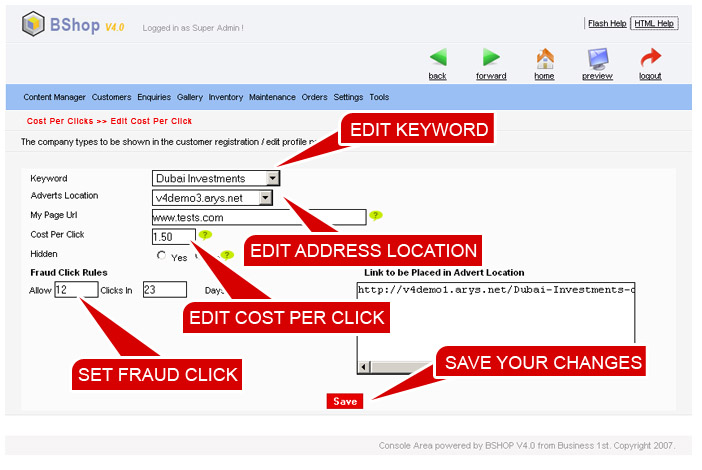 BShop V4.0 Logged in as Super Admin !
Flash Help HTML Help
back forward home preview logout
Content Manager Customers Enquiries Gallery Inventory Maintenance Orders Settings Tools
Cost Per Clicks >> Edit Cost Per Click
EDIT KEYWORD
The company types to be shown in the customer registration / edit profile
Keyword Dubai Investments
Adverts Location v4demo3.arys.net
My Page Url www.tests.com ?
Cost Per Click 1.50 ?
EDIT ADDRESS LOCATION
Hidden Yes ?
Fraud Click Rules Link to be Placed in Advert Location
Allow 12 Clicks In 23 Days
http://v4demo1.arys.net/Dubai-Investments-
EDIT COST PER CLICK
SAVE YOUR CHANGES
SET FRAUD CLICK
Save
Console Area powered by BSHOP V4.0 from Business 1st. Copyright 2007.